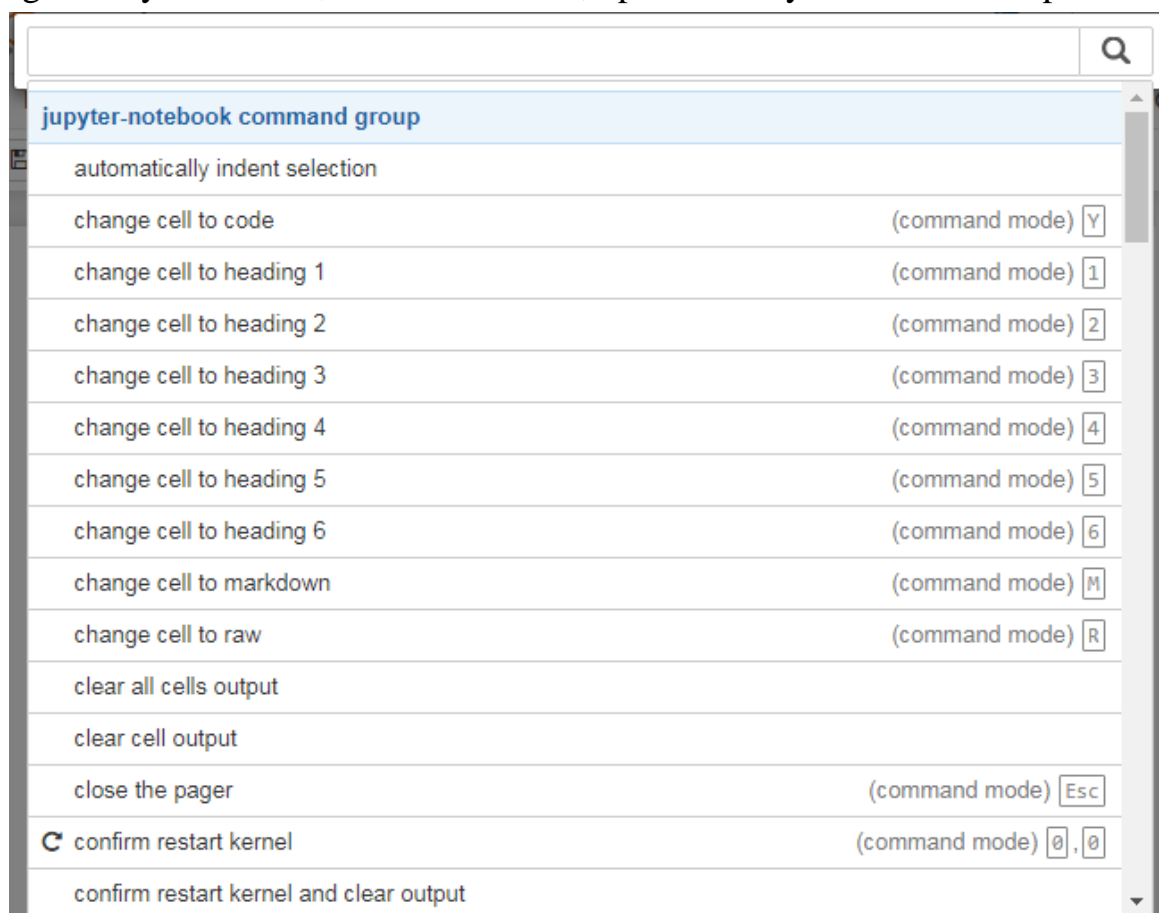 jupyter-notebook command group
automatically indent selection
change cell to code (command mode) Y
change cell to heading 1 (command mode) 1
change cell to heading 2 (command mode) 2
change cell to heading 3 (command mode) 3
change cell to heading 4 (command mode) 4
change cell to heading 5 (command mode) 5
change cell to heading 6 (command mode) 6
change cell to markdown (command mode) M
change cell to raw (command mode) R
clear all cells output
clear cell output
close the pager (command mode) Esc
confirm restart kernel (command mode) 0,0
confirm restart kernel and clear output